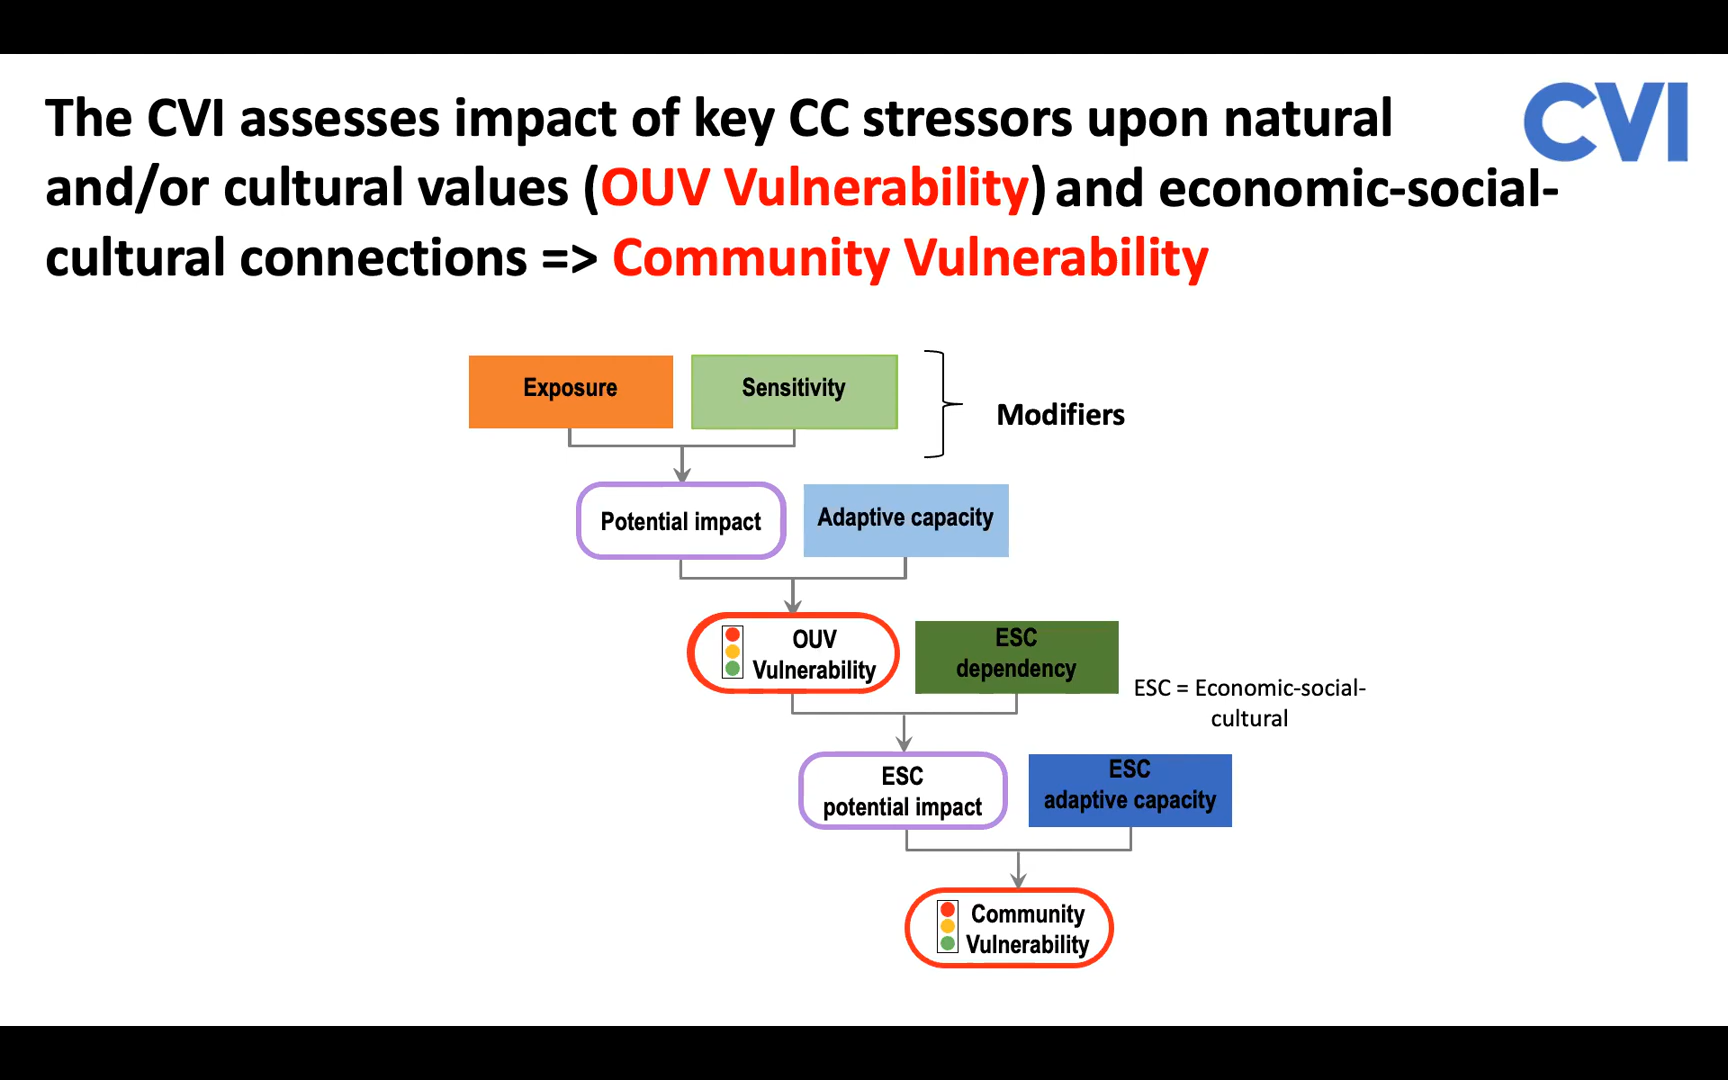 The CVI assesses impact of key CC stressors upon natural
and/or cultural values (OUV Vulnerability) and economic-social-
cultural connections => Community Vulnerability
CVI
Exposure
Sensitivity
Modifiers
Potential impact
Adaptive capacity
OUV
Vulnerability
ESC
dependency
ESC = Economic-social-
cultural
ESC
potential impact
ESC
adaptive capacity
Community
Vulnerability